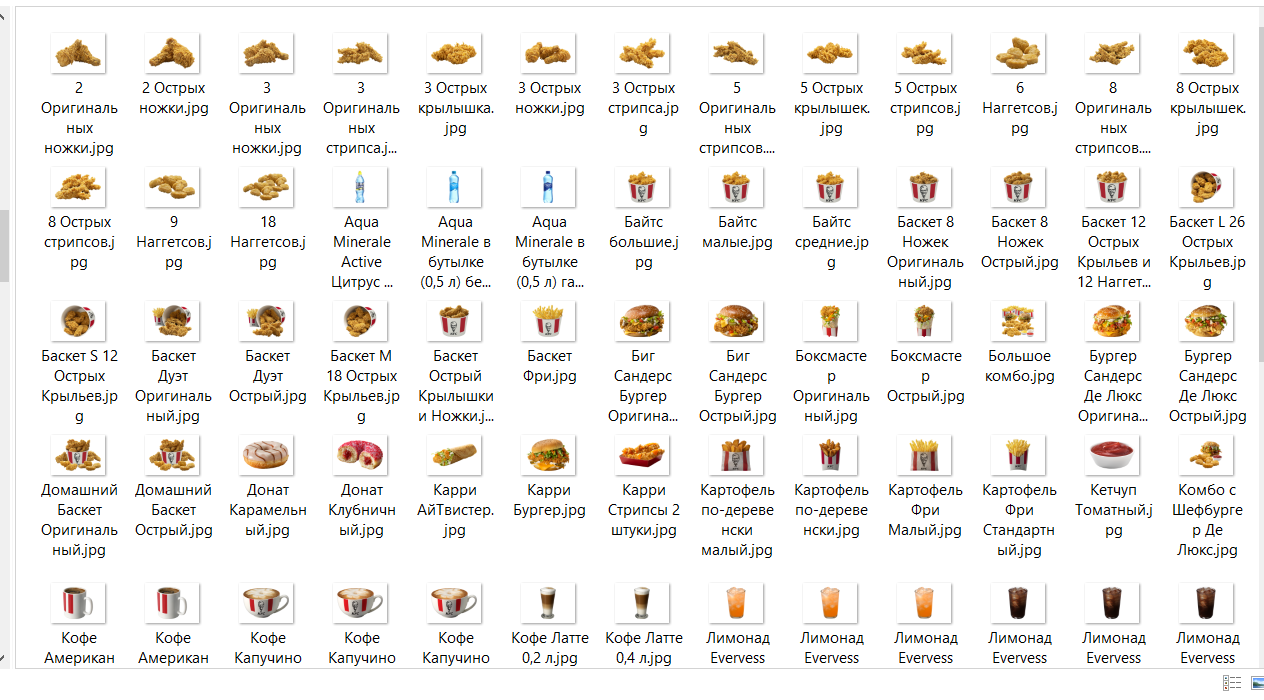 2 Оригинальных ножки.jpg
2 Острых ножки.jpg
3 Оригинальных ножки.jpg
3 Оригинальных стрипса.j...
3 Острых крылышка.jpg
3 Острых ножки.jpg
3 Острых стрипса.jpg
5 Оригинальных стрипсов....
5 Острых крылышек.jpg
5 Острых стрипсов.jpg
6 Наггетсов.jpg
8 Оригинальных стрипсов....
8 Острых крылышек.jpg
8 Острых стрипсов.jpg
9 Наггетсов.jpg
18 Наггетсов.jpg
Aqua Minerale Active Цитрус ...
Aqua Minerale в бутылке (0,5 л) бе...
Aqua Minerale в бутылке (0,5 л) га...
Байтс большие.jpg
Байтс малые.jpg
Байтс средние.jpg
Баскет 8 Ножек Оригинальный.jpg
Баскет 8 Ножек Острый.jpg
Баскет 12 Острых Крыльев и 12 Наггет...
Баскет L 26 Острых Крыльев.jpg
Баскет S 12 Острых Крыльев.jpg
Баскет Дуэт Оригинальный.jpg
Баскет Дуэт Острый.jpg
Баскет М 18 Острых Крыльев.jpg
Баскет Острый Крылышки и Ножки.j...
Баскет Фри.jpg
Биг Сандерс Бургер Оригина...
Биг Сандерс Бургер Острый.jpg
Боксмастер Оригинальный.jpg
Боксмастер Острый.jpg
Большое комбо.jpg
Бургер Сандерс Де Люкс Оригина...
Бургер Сандерс Де Люкс Острый.jpg
Домашний Баскет Оригинальный.jpg
Домашний Баскет Острый.jpg
Донат Карамельный.jpg
Донат Клубничный.jpg
Карри АйТвистер.jpg
Карри Бургер.jpg
Карри Стрипсы 2 штуки.jpg
Картофель по-деревенски малый.jpg
Картофель по-деревенски.jpg
Картофель Фри Малый.jpg
Картофель Фри Стандартный.jpg
Кетчуп Томатный.jpg
Комбо с Шефбургер Де Люкс.jpg
Кофе Американ
Кофе Американ
Кофе Капучино
Кофе Капучино
Кофе Капучино
Кофе Латте 0,2 л.jpg
Кофе Латте 0,4 л.jpg
Лимонад Evervess
Лимонад Evervess
Лимонад Evervess
Лимонад Evervess
Лимонад Evervess
Лимонад Evervess